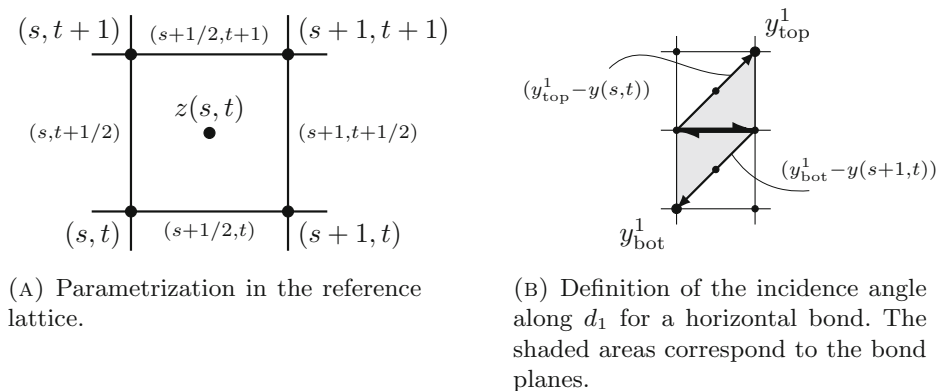 (s, t+1)
(s+1/2,t+1)
(s+1, t+1)
z(s, t)
(s,t+1/2)
(s+1,t+1/2)
(s, t)
(s+1/2,t)
(s+1, t)
(A) Parametrization in the reference
lattice.
y^1_top
(y^1_top−y(s,t))
(y^1_bot−y(s+1,t))
y^1_bot
(B) Definition of the incidence angle
along d_1 for a horizontal bond. The
shaded areas correspond to the bond
planes.